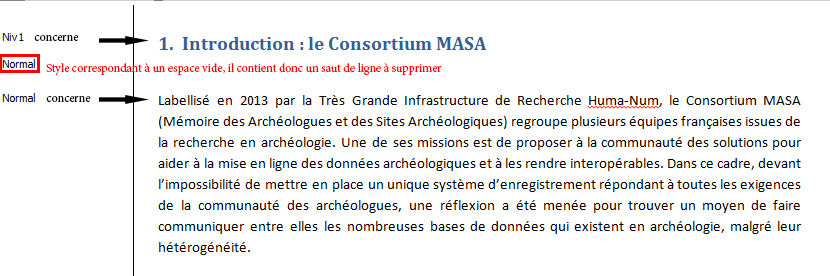 Niv1 concerne 1. Introduction : le Consortium MASA
Normal Style correspondant à un espace vide, il contient donc un saut de ligne à supprimer
Normal concerne Labellisé en 2013 par la Très Grande Infrastructure de Recherche Huma-Num, le Consortium MASA
(Mémoire des Archéologues et des Sites Archéologiques) regroupe plusieurs équipes françaises issues de
la recherche en archéologie. Une de ses missions est de proposer à la communauté des solutions pour
aider à la mise en ligne des données archéologiques et à les rendre interopérables. Dans ce cadre, devant
l'impossibilité de mettre en place un unique système d'enregistrement répondant à toutes les exigences
de la communauté des archéologues, une réflexion a été menée pour trouver un moyen de faire
communiquer entre elles les nombreuses bases de données qui existent en archéologie, malgré leur
hétérogénéité.